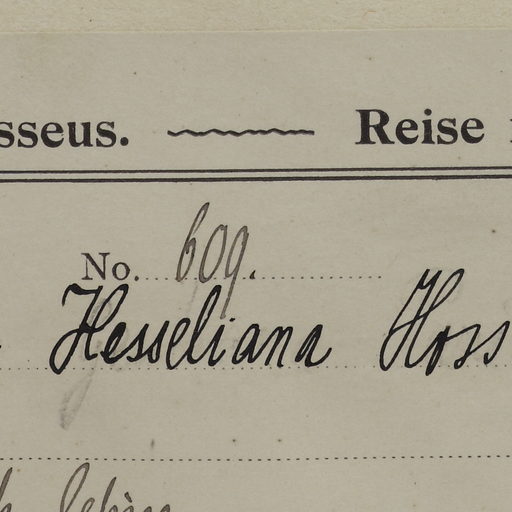 sseus. Reise
No. 609.
Hesseliana Hoss